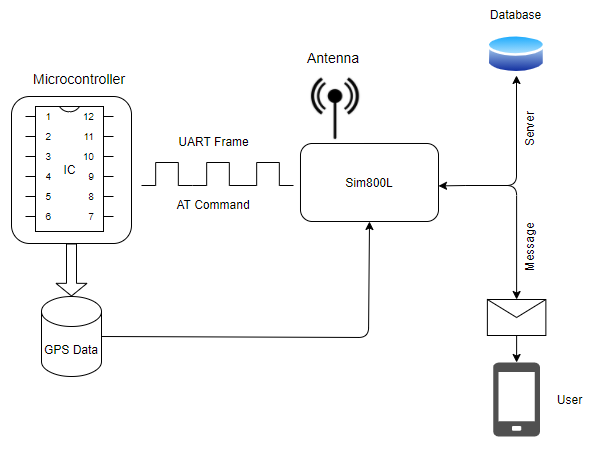 Database
Antenna
Microcontroller
1 12
2 11
3 10
4 9
5 8
6 7
IC
UART Frame
AT Command
Sim800L
Server
Message
GPS Data
User